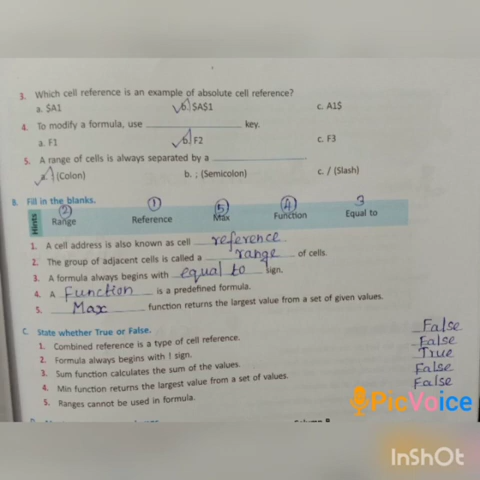 3. Which cell reference is an example of absolute cell reference?
a. $A1 b. $A$1 c. A1$
4. To modify a formula, use ____ key.
a. F1 b. F2 c. F3
5. A range of cells is always separated by a ____.
a. : (Colon) b. ; (Semicolon) c. / (Slash)
B. Fill in the blanks.
② ① ⑤ ④ 3
Hints Range Reference Max Function Equal to
1. A cell address is also known as cell reference
2. The group of adjacent cells is called a range of cells.
3. A formula always begins with equal to sign.
4. A Function is a predefined formula.
5. Max function returns the largest value from a set of given values.
C. State whether True or False.
1. Combined reference is a type of cell reference. False
2. Formula always begins with ! sign. False
3. Sum function calculates the sum of the values. True
4. Min function returns the largest value from a set of values. False
5. Ranges cannot be used in formula. False
PicVoice
InShOt